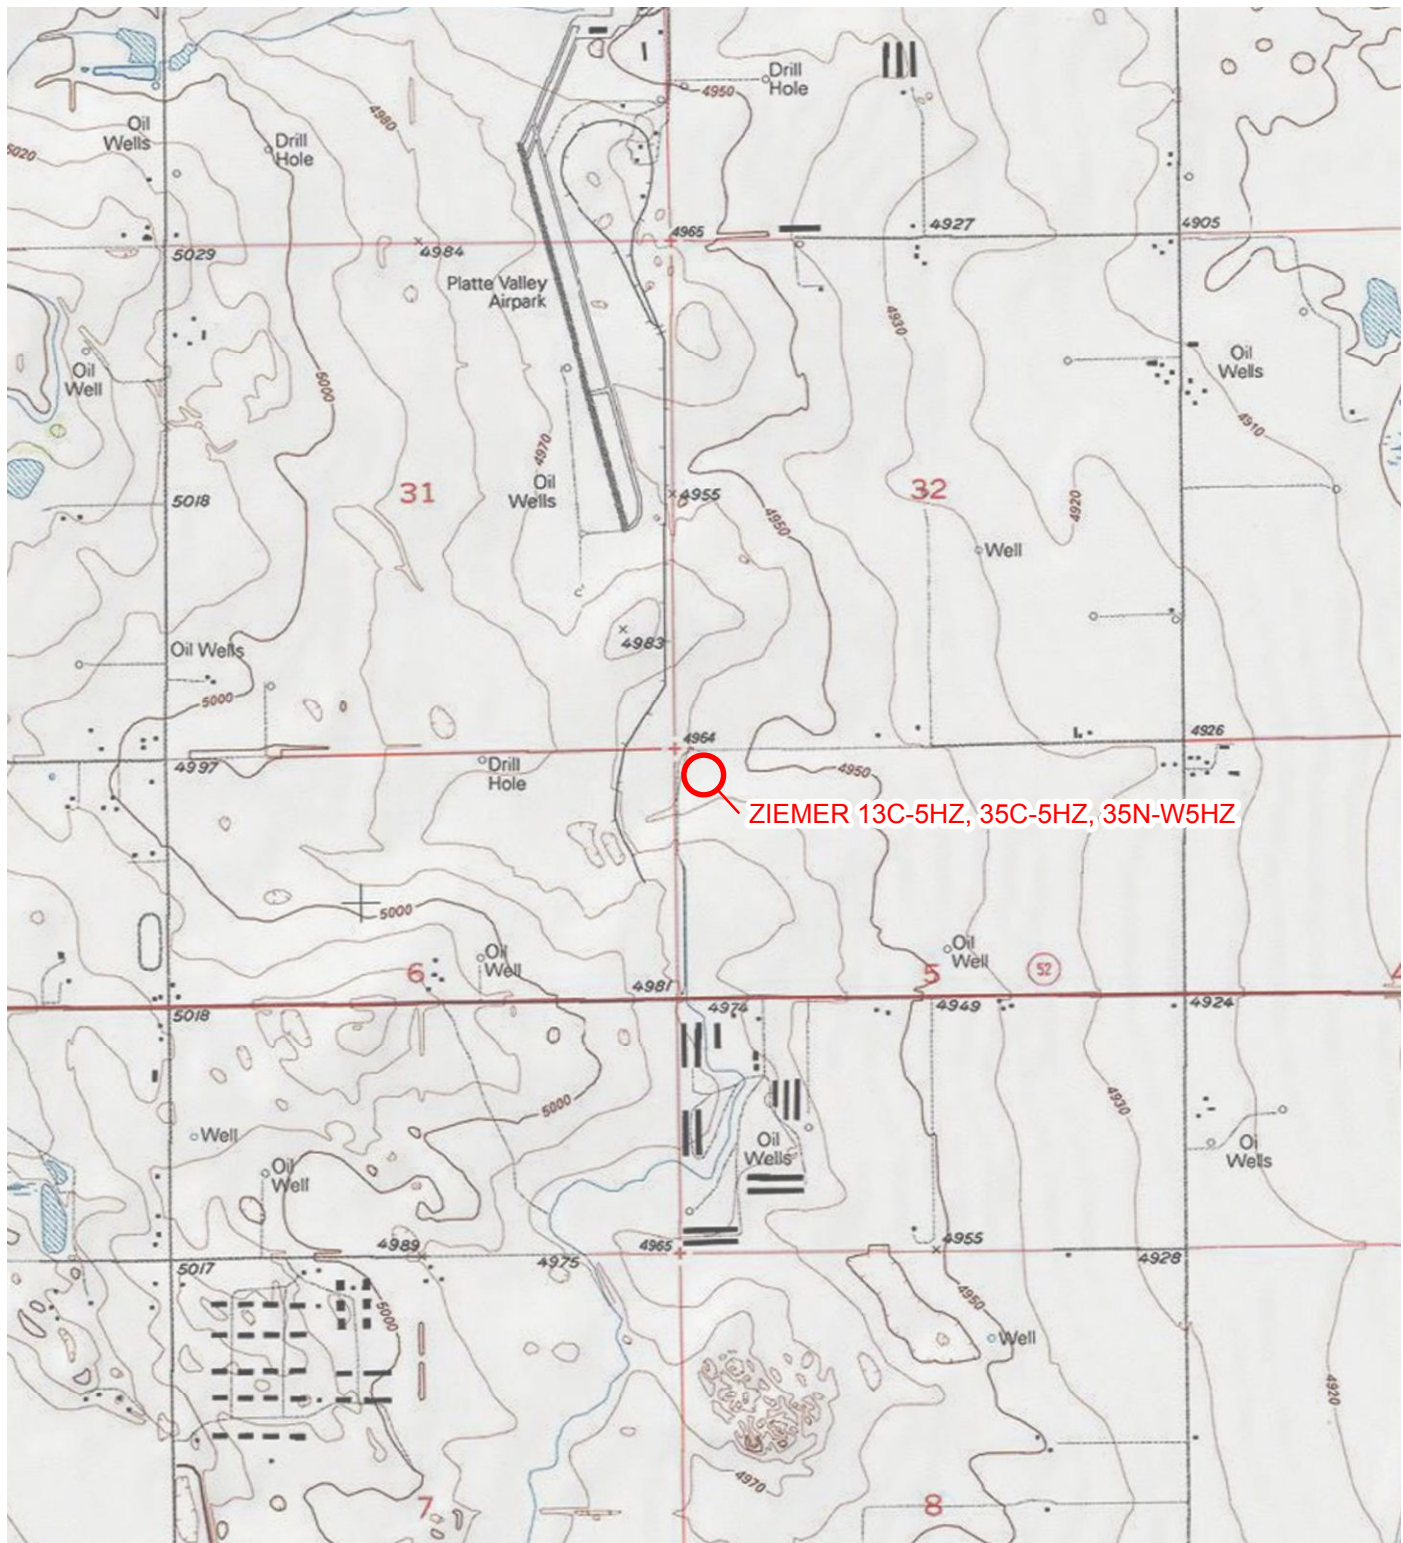 Drill
Hole
4950
4980
Oil
Wells
Drill
Hole
5020
4965
4927
4905
5029
4984
Platte Valley
Airpark
4930
Oil
Well
5000
Oil
Wells
4910
4970
Oil
Wells
31
32
5018
4955
4950
4920
Well
Oil Wells
4983
5000
4964
4926
4997
Drill
Hole
4950
ZIEMER 13C-5HZ, 35C-5HZ, 35N-W5HZ
5000
Oil
Well
6
Oil
Well
5
52
4
4981
5018
4974
4949
4924
5000
4930
Well
Oil
Wells
Oi
Wells
Oil
Well
4989
4975
4965
4955
4928
5017
5000
4950
Well
4920
4970
7
8